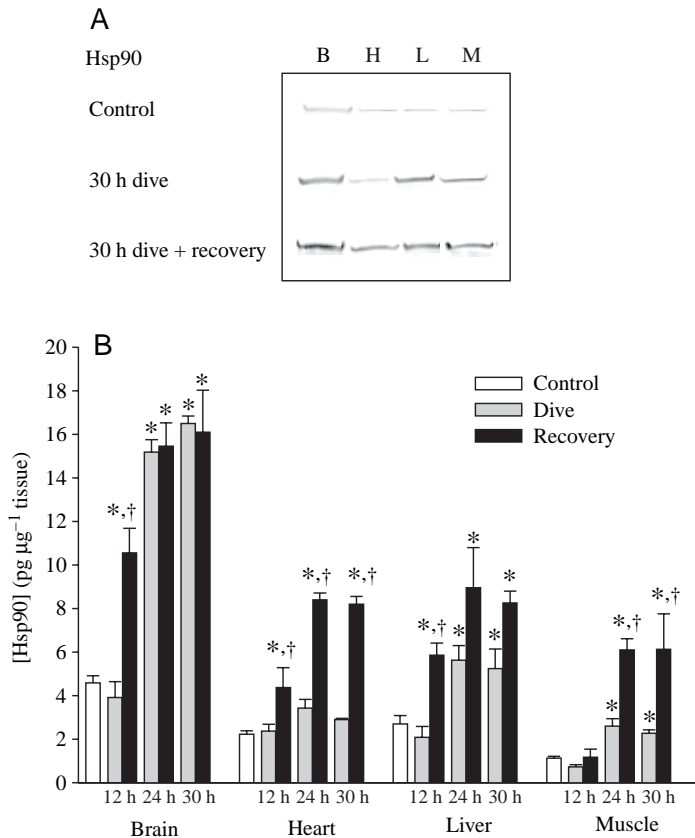 A
Hsp90 B H L M
Control
30 h dive
30 h dive + recovery
B
[Hsp90] (pg μg⁻¹ tissue)
20
18
16
14
12
10
8
6
4
2
0
Control
Dive
Recovery
*,† * * * *
*,† *,† *,†
*,† * * * *
* *,† * *,†
12 h 24 h 30 h 12 h 24 h 30 h 12 h 24 h 30 h 12 h 24 h 30 h
Brain Heart Liver Muscle